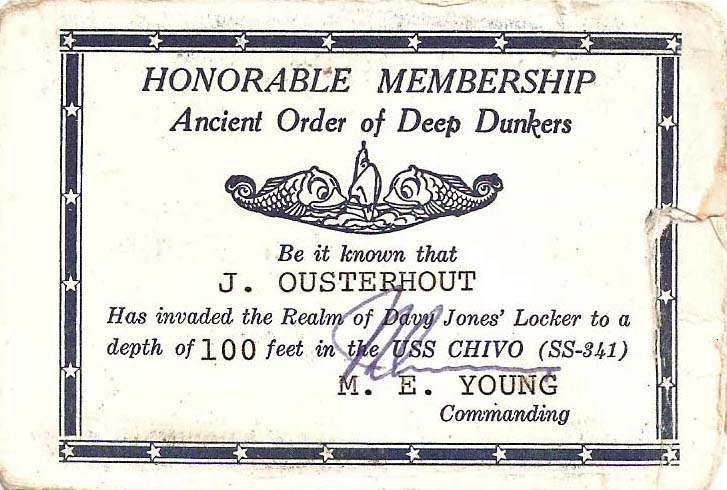 HONORABLE MEMBERSHIP
Ancient Order of Deep Dunkers
Be it known that
J. OUSTERHOUT
Has invaded the Realm of Davy Jones' Locker to a
depth of 100 feet in the USS CHIVO (SS-341)
M. E. YOUNG
Commanding